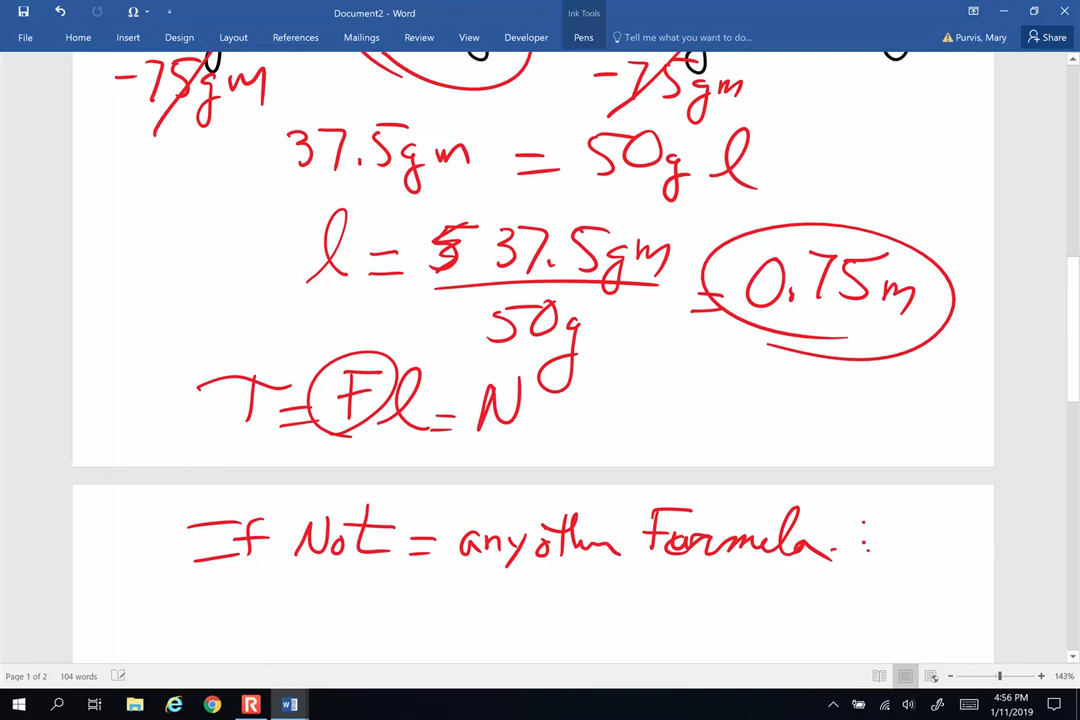 Document2 - Word
Ink Tools
Purvis, Mary
Share
File Home Insert Design Layout References Mailings Review View Developer Pens Tell me what you want to do...
-75gm -75gm
37.5gm = 50g l
l = 37.5gm = 0.75m
50g
τ = Fl = N
If Not = any other Formula. :
Page 1 of 2 104 words 143%
4:56 PM
1/11/2019